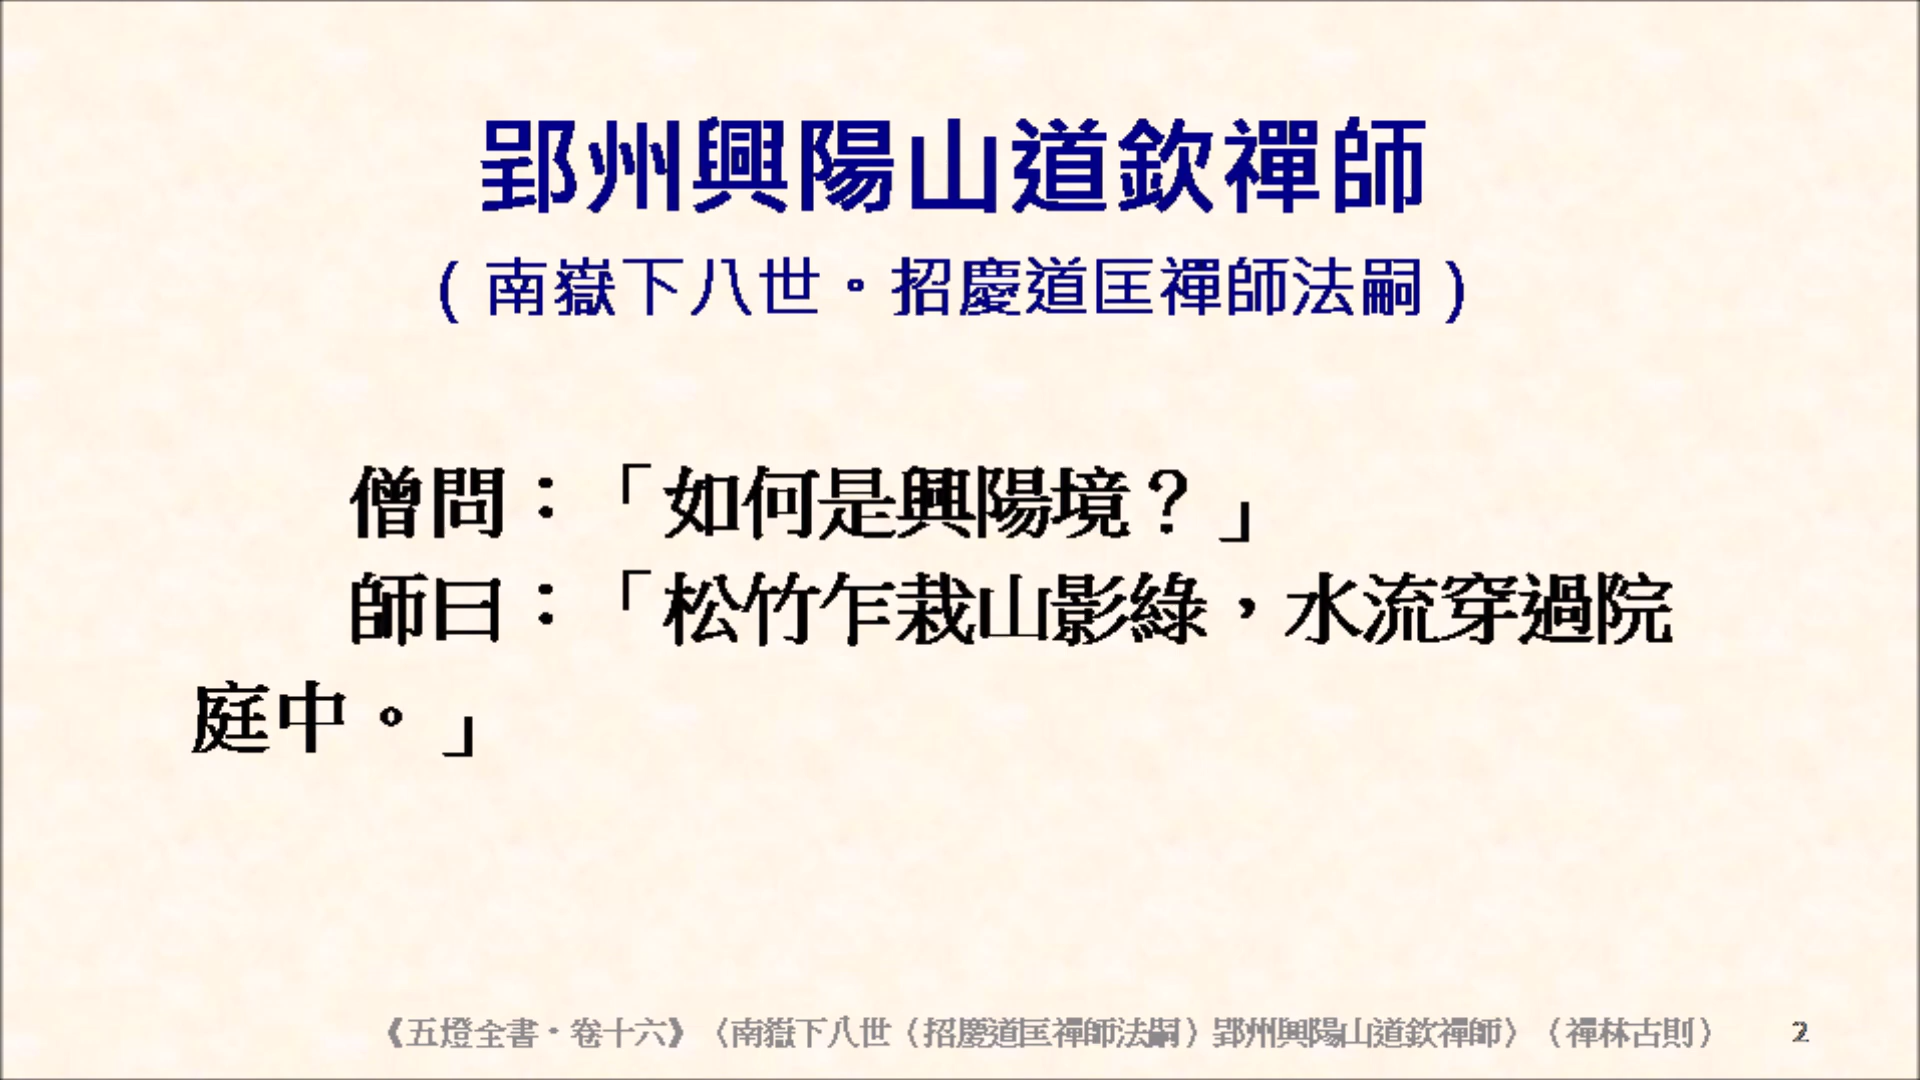 郢州興陽山道欽禪師
（南嶽下八世。招慶道匡禪師法嗣）
僧問：「如何是興陽境？」
師曰：「松竹乍栽山影綠，水流穿過院
庭中。」
《五燈全書·卷十六》〈南嶽下八世（招慶道匡禪師法嗣）郢州興陽山道欽禪師〉（禪林古則） 2